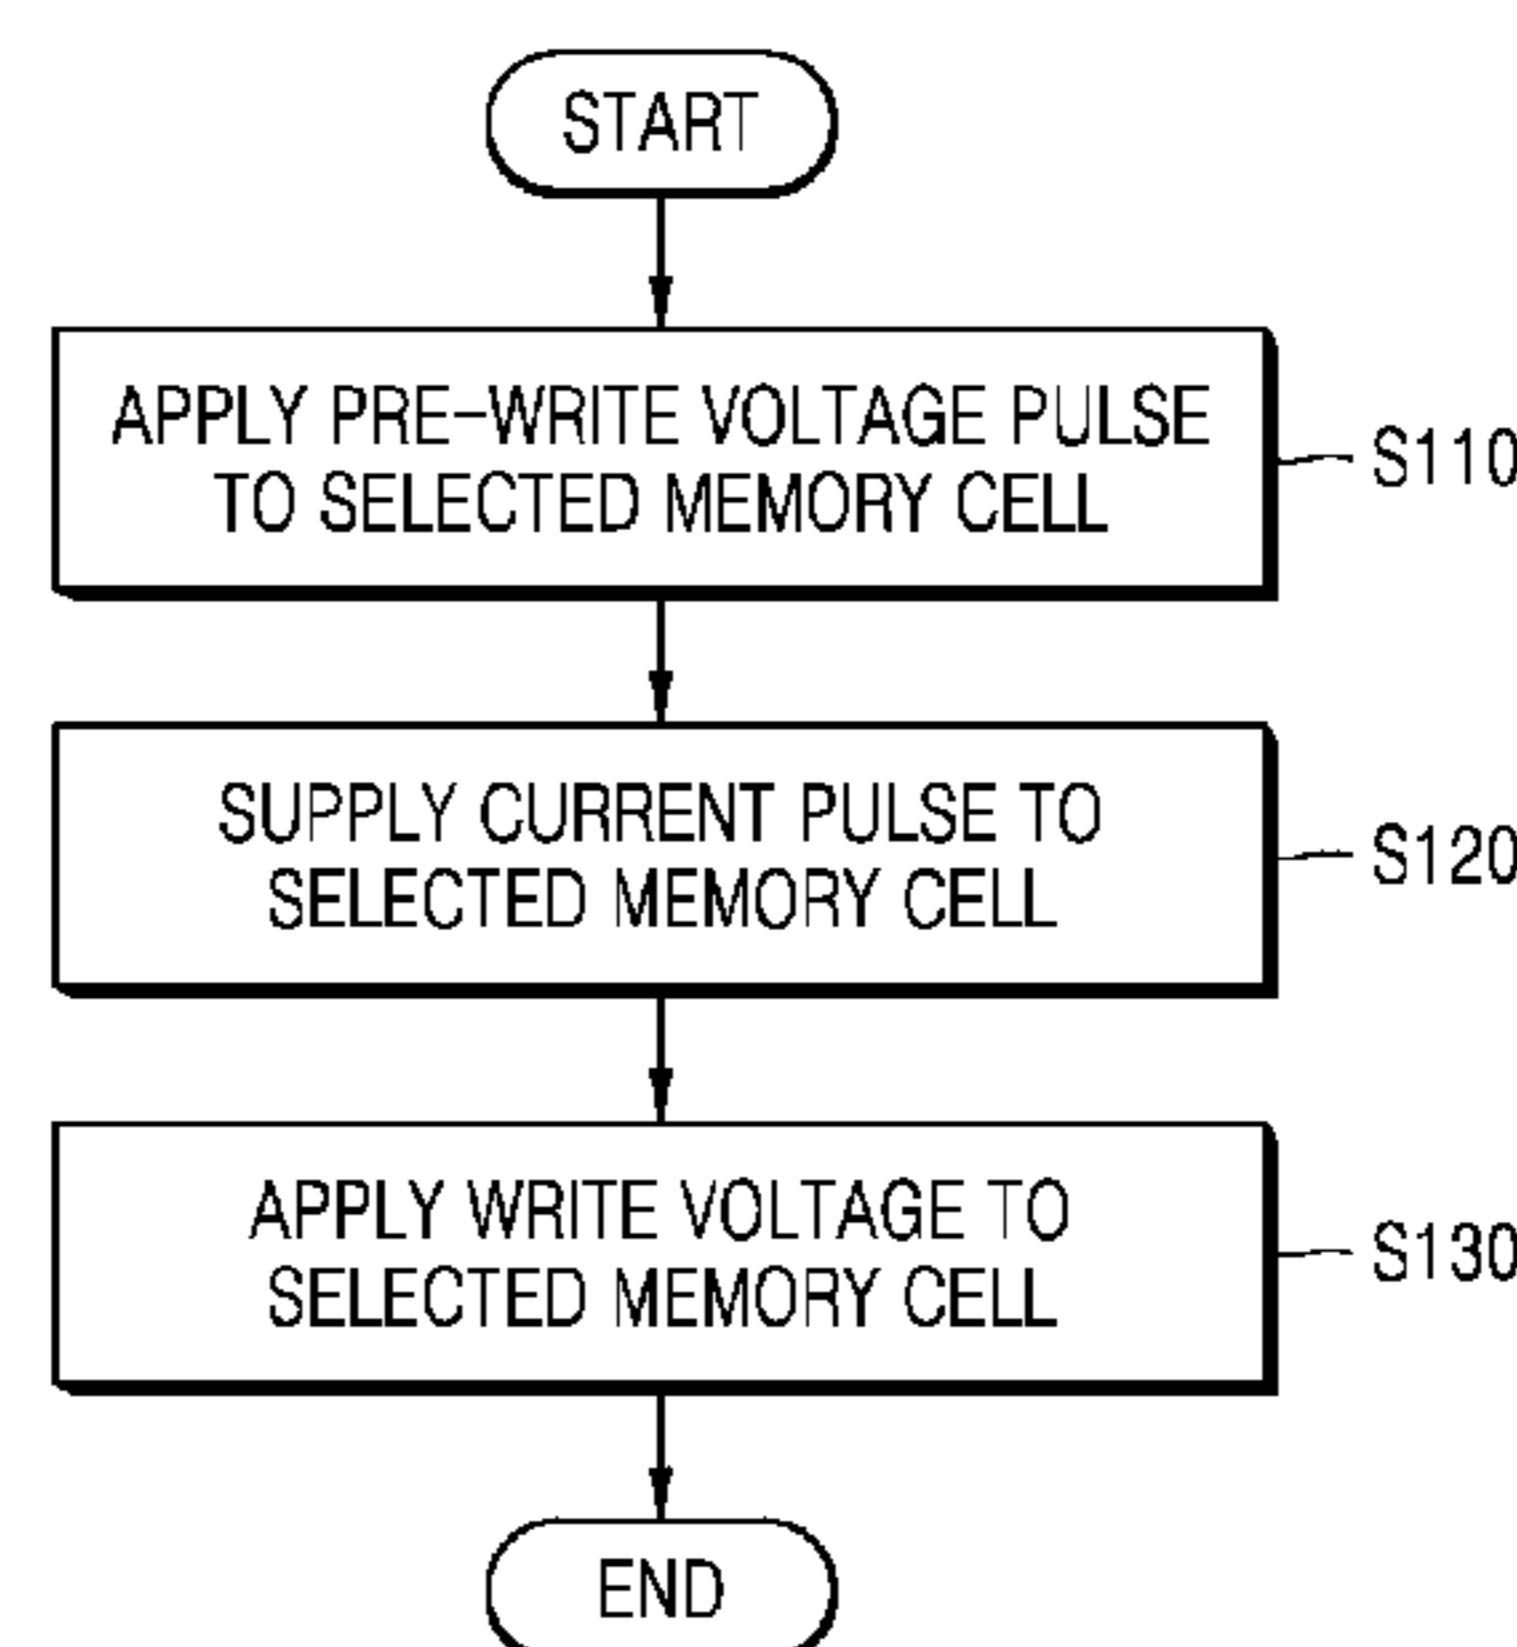 START
APPLY PRE-WRITE VOLTAGE PULSE
TO SELECTED MEMORY CELL
S110
SUPPLY CURRENT PULSE TO
SELECTED MEMORY CELL
S120
APPLY WRITE VOLTAGE TO
SELECTED MEMORY CELL
S130
END